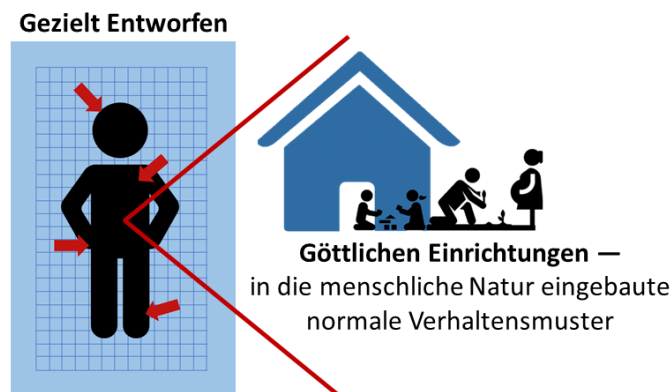 Gezielt Entworfen
Göttlichen Einrichtungen —
in die menschliche Natur eingebaute
normale Verhaltensmuster